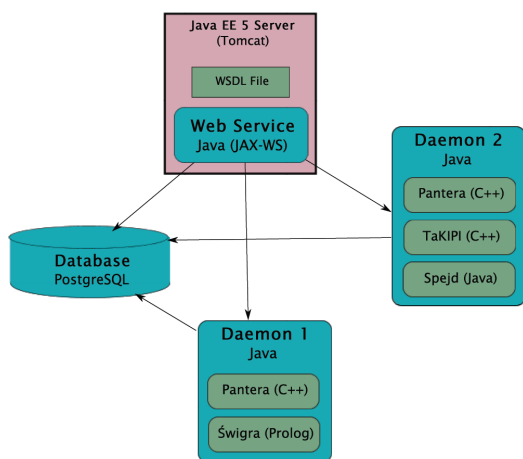 Java EE 5 Server
(Tomcat)
WSDL File
Web Service
Java (JAX-WS)
Daemon 2
Java
Pantera (C++)
TaKIPI (C++)
Spejd (Java)
Database
PostgreSQL
Daemon 1
Java
Pantera (C++)
Świgra (Prolog)